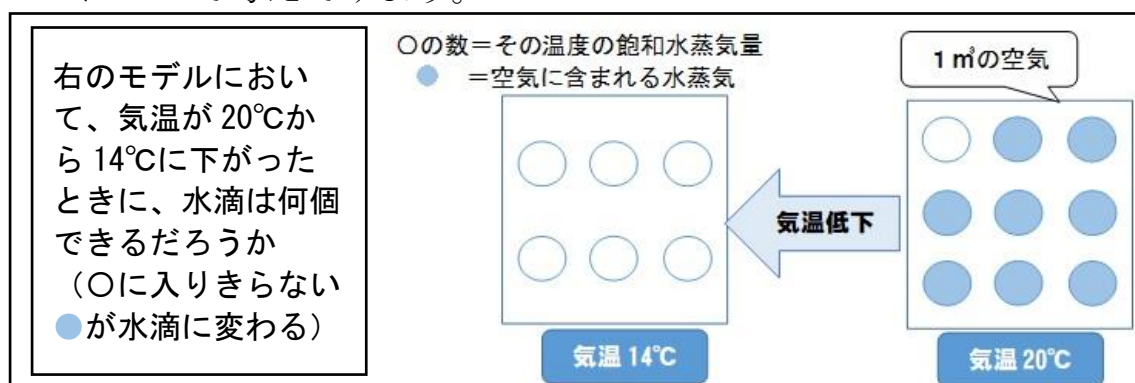 右のモデルにおい
て、気温が 20℃か
ら 14℃に下がった
ときに、水滴は何個
できるだろうか
（○に入りきらない
●が水滴に変わる）
○の数＝その温度の飽和水蒸気量
●　＝空気に含まれる水蒸気
1㎥の空気
気温低下
気温 14℃
気温 20℃